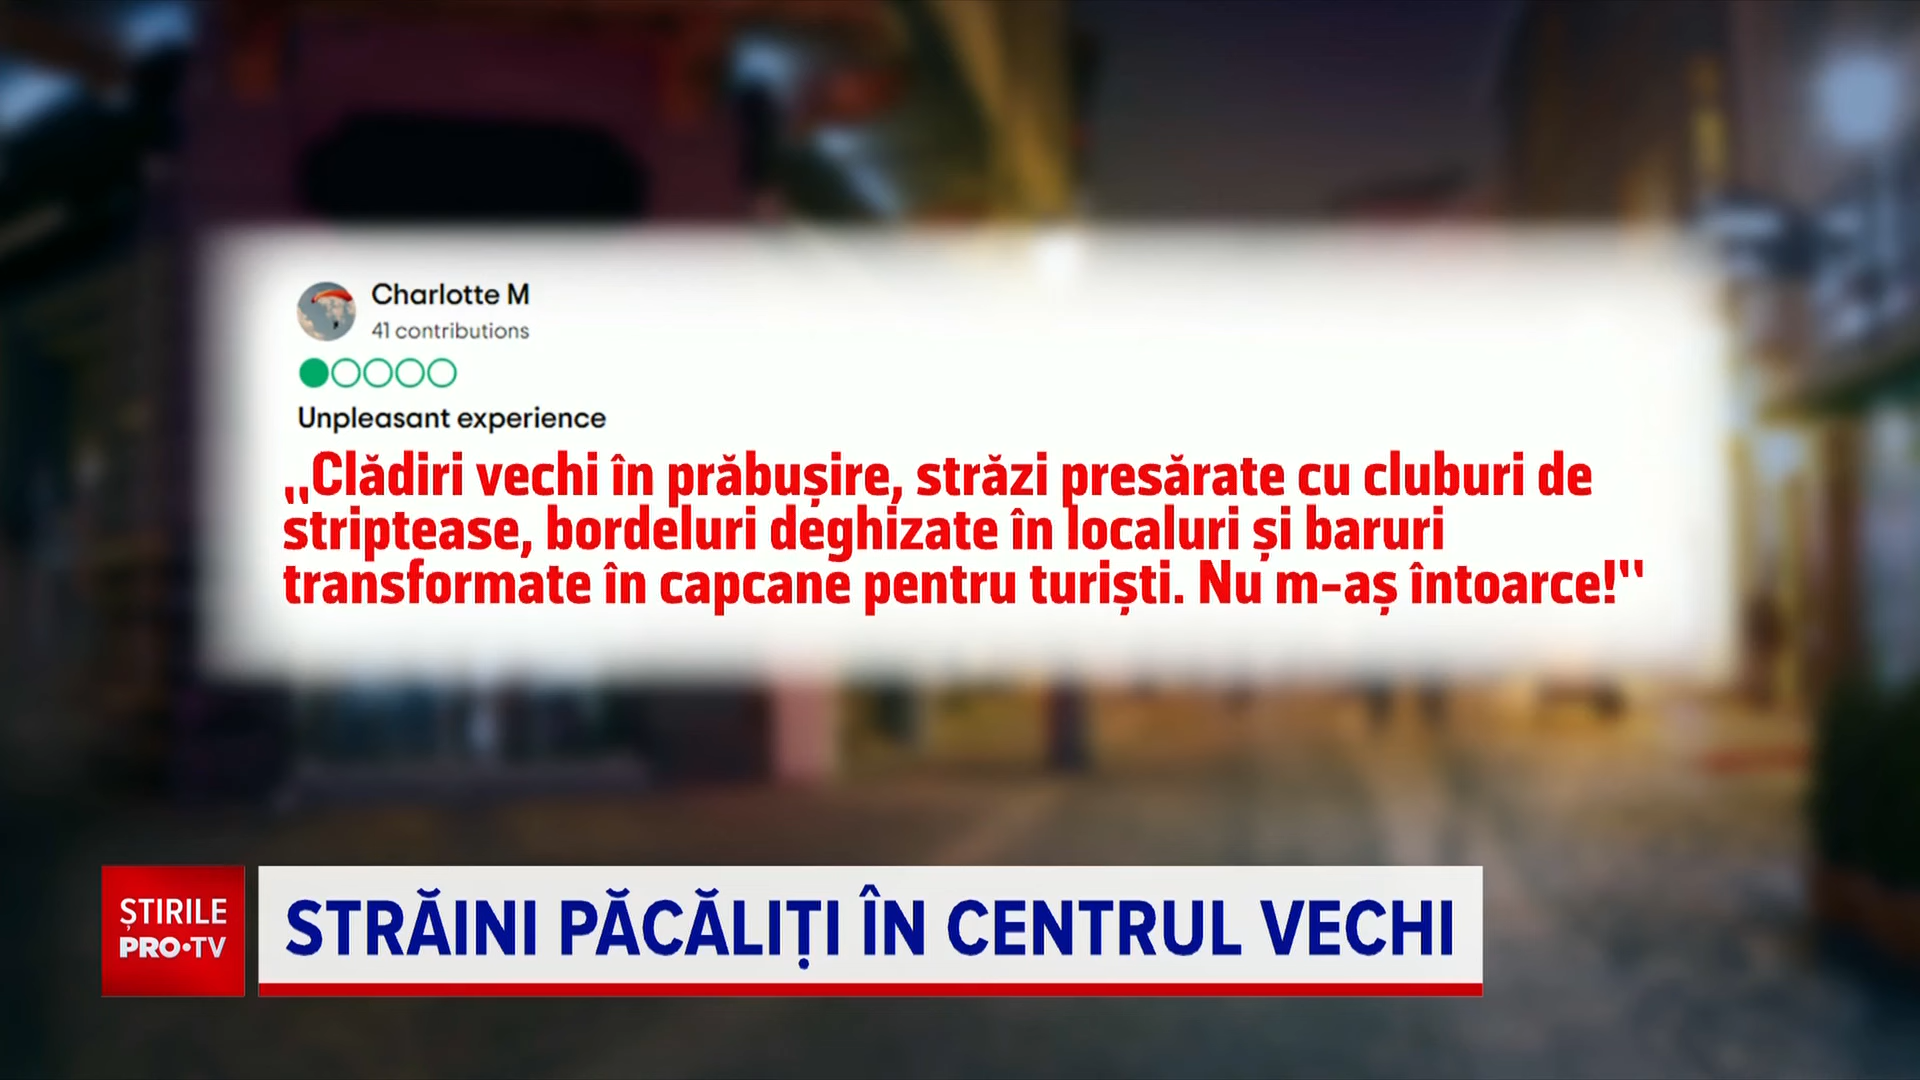 Charlotte M
41 contributions
Unpleasant experience
,,Clădiri vechi în prăbușire, străzi presărate cu cluburi de
striptease, bordeluri deghizate în localuri și baruri
transformate în capcane pentru turiști. Nu m-aș întoarce!"
ȘTIRILE
PRO•TV
STRĂINI PĂCĂLIȚI ÎN CENTRUL VECHI